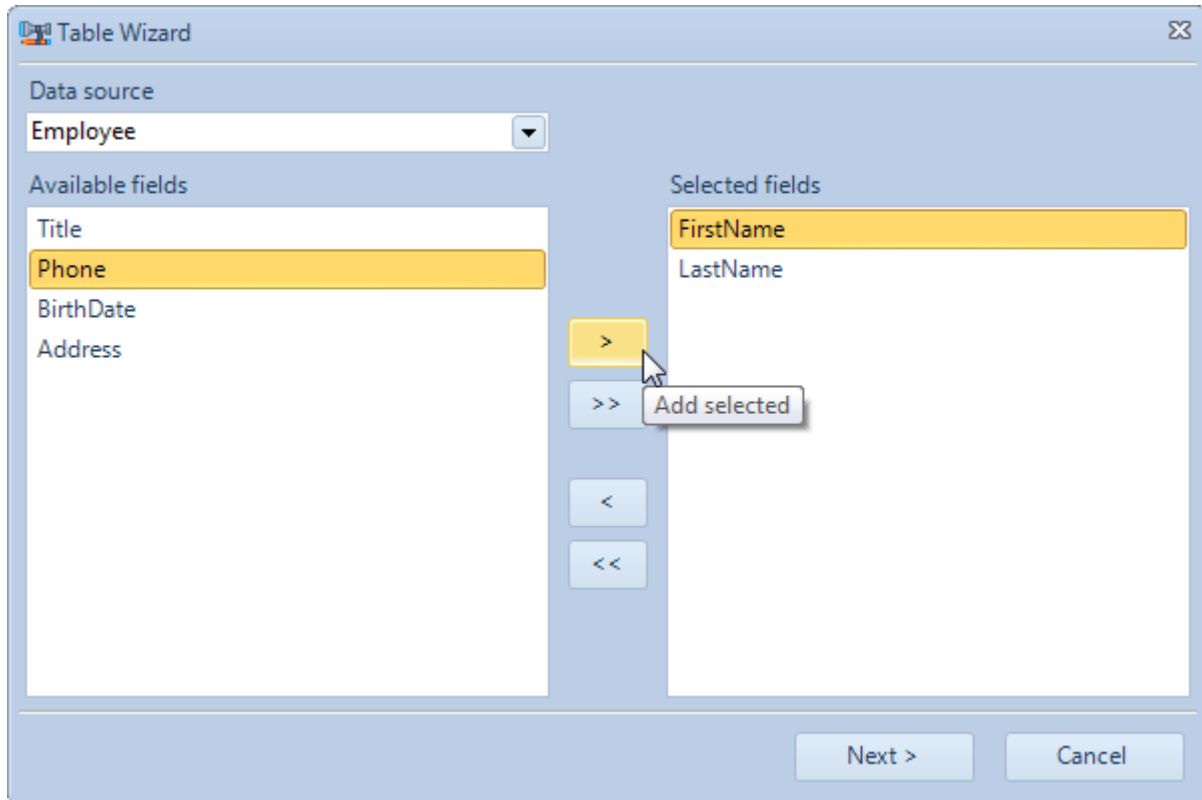 Table Wizard
Data source
Employee
Available fields
Title
Phone
BirthDate
Address
>
>>
Add selected
<
<<
Selected fields
FirstName
LastName
Next >
Cancel